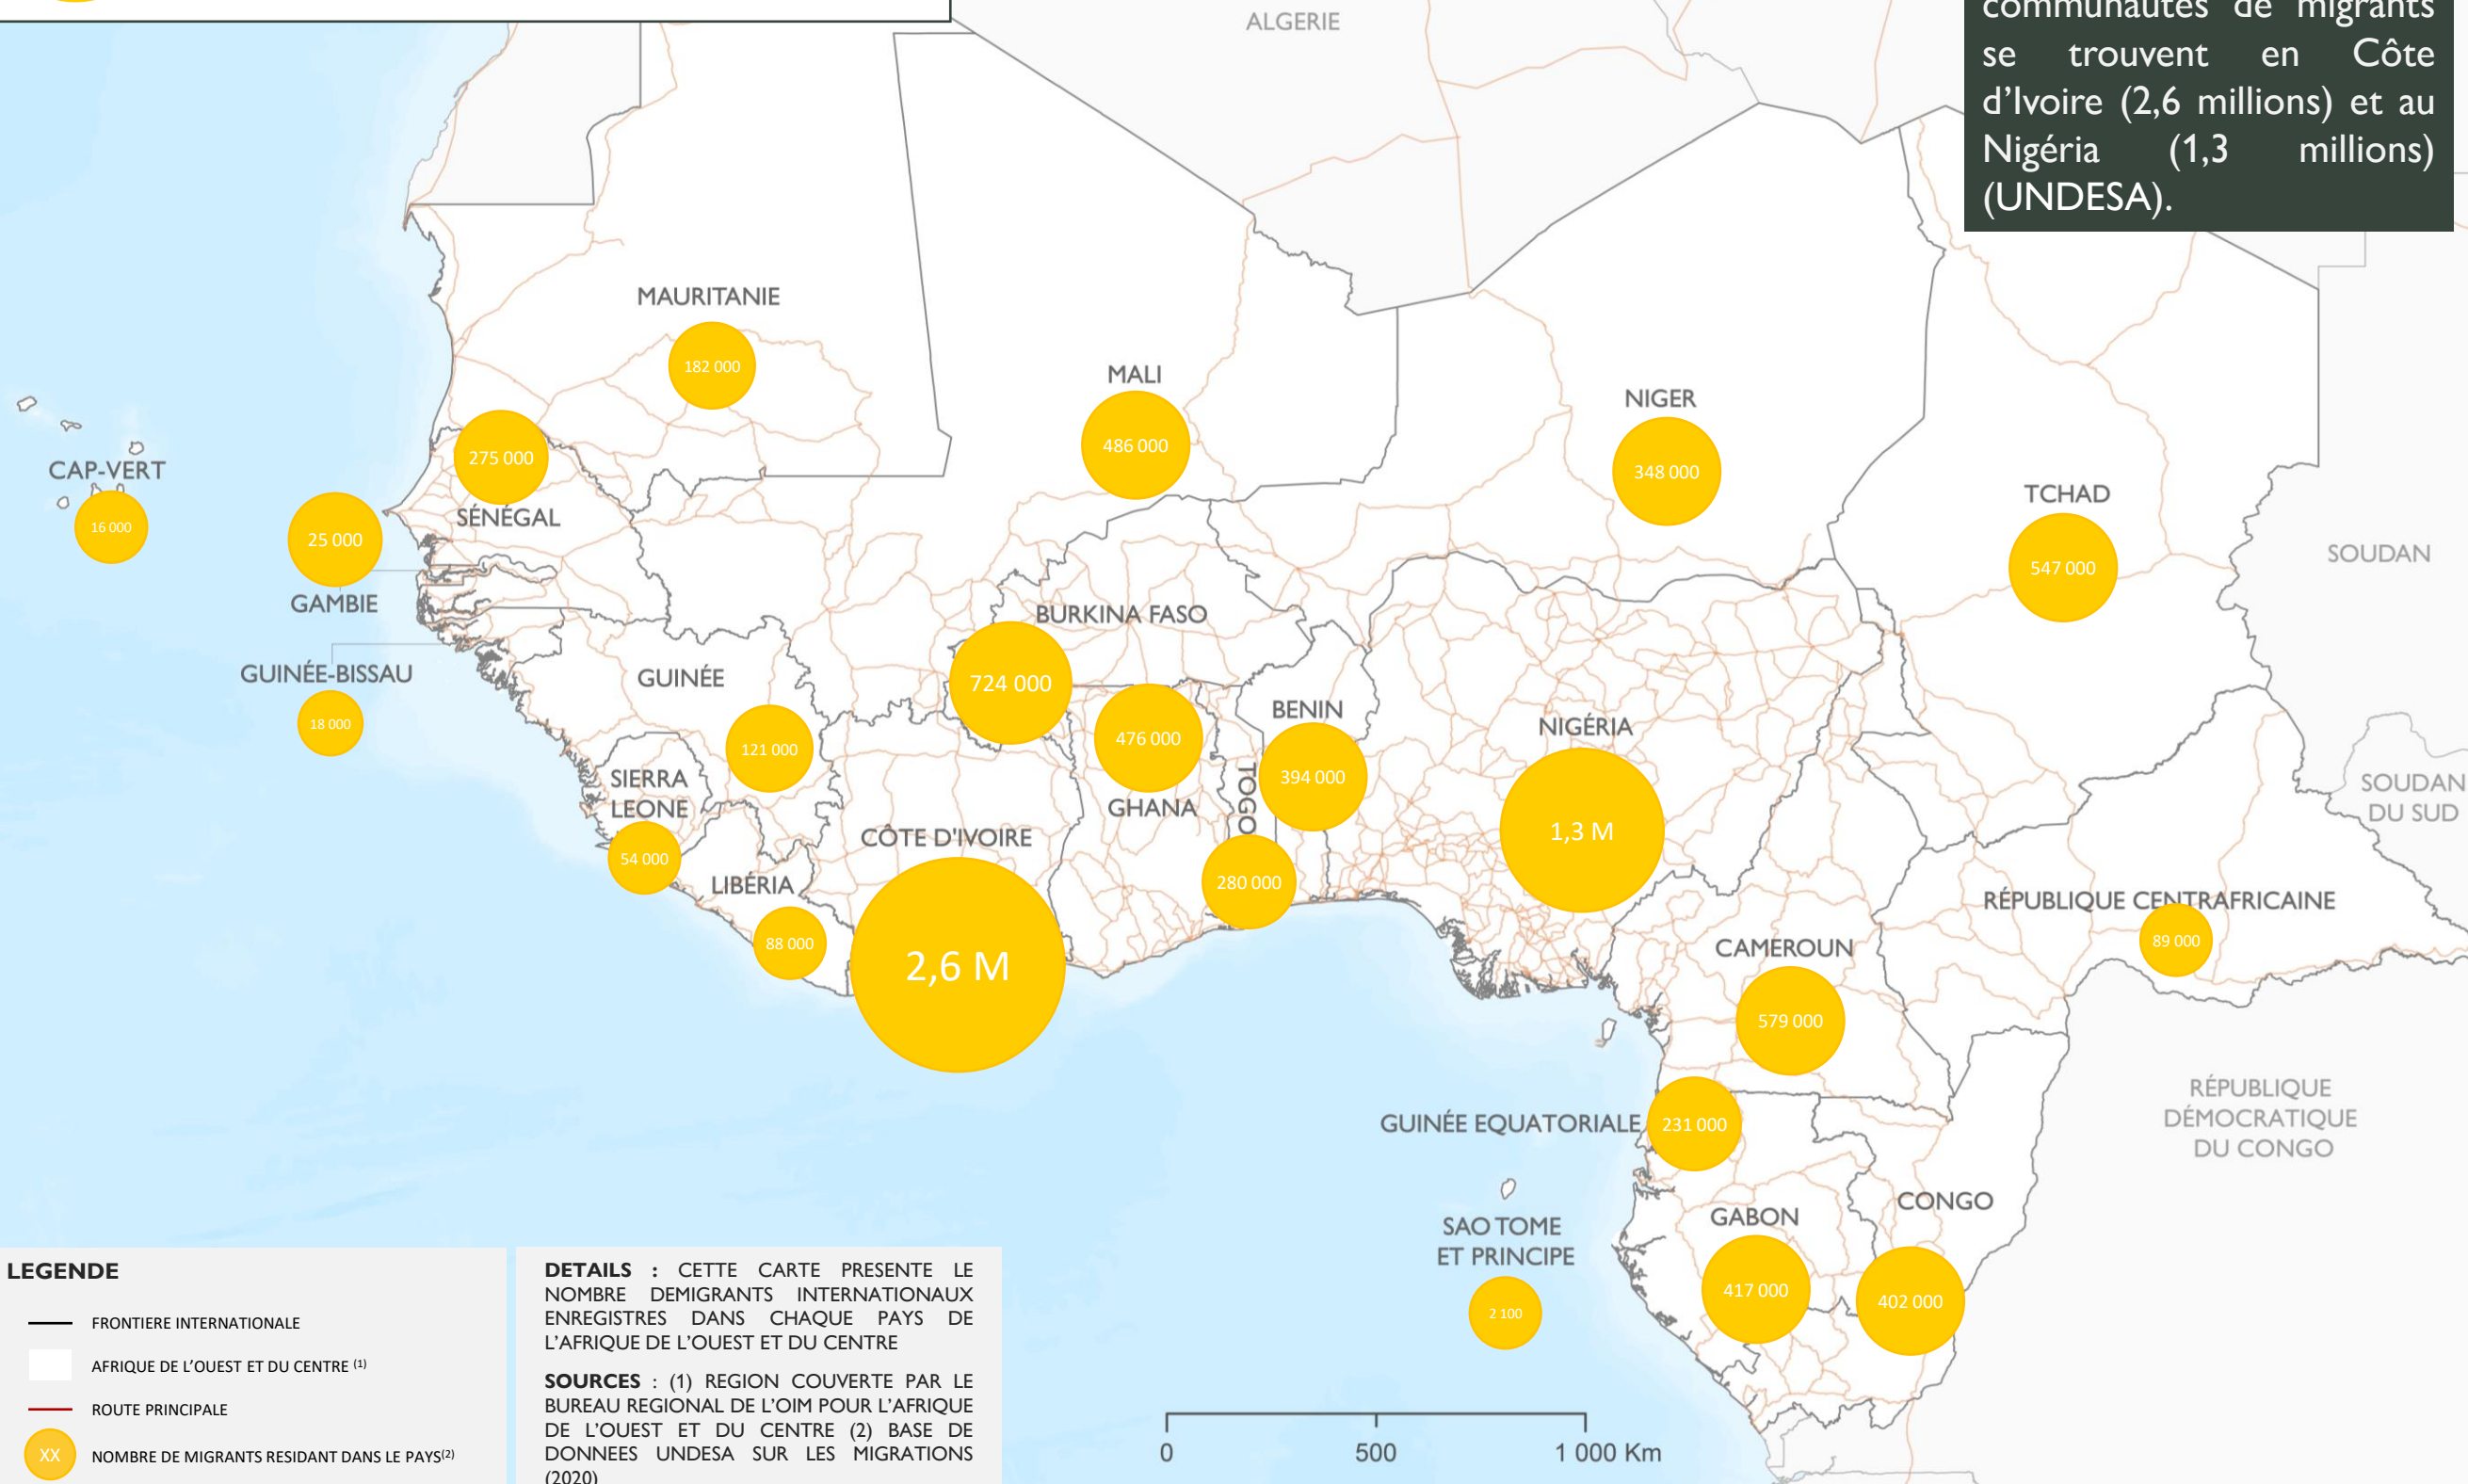 communautés de migrants
se trouvent en Côte
d'Ivoire (2,6 millions) et au
Nigéria (1,3 millions)
(UNDESA).
ALGERIE
MAURITANIE
182 000
MALI
486 000
NIGER
348 000
TCHAD
547 000
SOUDAN
CAP-VERT
16 000
275 000
SÉNÉGAL
25 000
GAMBIE
GUINÉE-BISSAU
18 000
GUINÉE
121 000
BURKINA FASO
724 000
476 000
GHANA
BENIN
394 000
TOGO
280 000
NIGÉRIA
1,3 M
SIERRA
LEONE
54 000
LIBÉRIA
88 000
CÔTE D'IVOIRE
2,6 M
SOUDAN
DU SUD
RÉPUBLIQUE CENTRAFRICAINE
89 000
CAMEROUN
579 000
GUINÉE EQUATORIALE
231 000
RÉPUBLIQUE
DÉMOCRATIQUE
DU CONGO
SAO TOME
ET PRINCIPE
2 100
GABON
417 000
CONGO
402 000
LEGENDE
FRONTIERE INTERNATIONALE
AFRIQUE DE L'OUEST ET DU CENTRE (1)
ROUTE PRINCIPALE
XX NOMBRE DE MIGRANTS RESIDANT DANS LE PAYS(2)
DETAILS : CETTE CARTE PRESENTE LE
NOMBRE DEMIGRANTS INTERNATIONAUX
ENREGISTRES DANS CHAQUE PAYS DE
L'AFRIQUE DE L'OUEST ET DU CENTRE
SOURCES : (1) REGION COUVERTE PAR LE
BUREAU REGIONAL DE L'OIM POUR L'AFRIQUE
DE L'OUEST ET DU CENTRE (2) BASE DE
DONNEES UNDESA SUR LES MIGRATIONS
(2020)
0 500 1 000 Km